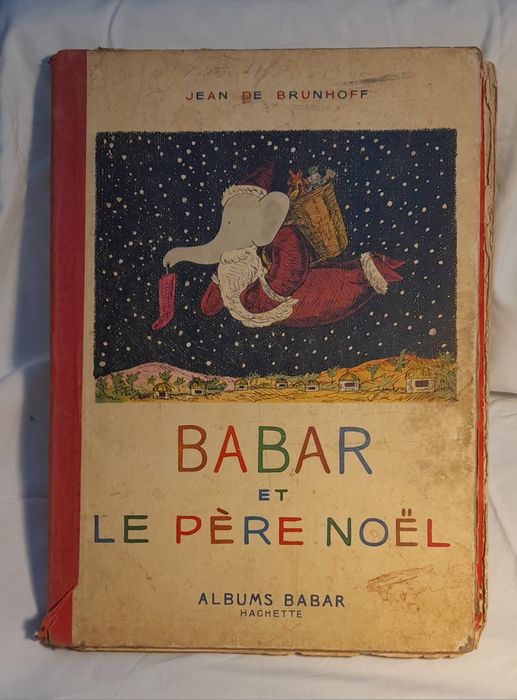 JEAN DE BRUNHOFF
BABAR
ET
LE PÈRE NOËL
ALBUMS BABAR
HACHETTE